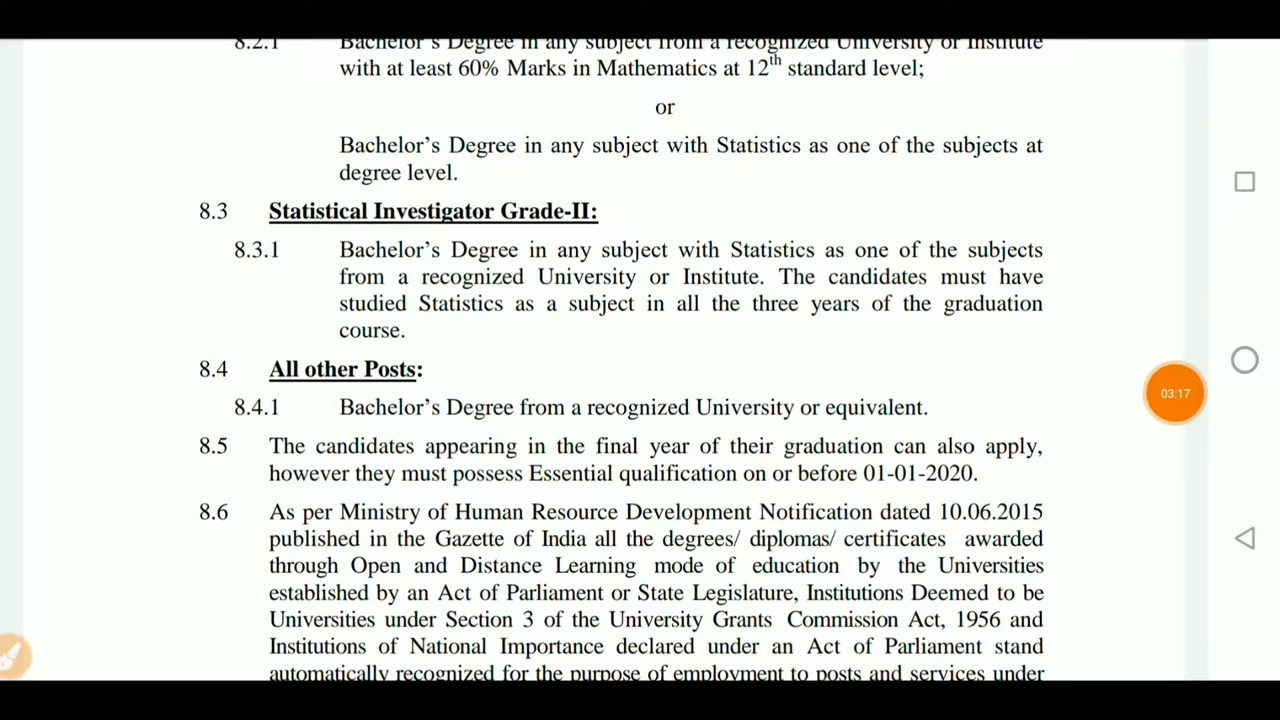 8.2.1 Bachelor's Degree in any subject from a recognized University or Institute
with at least 60% Marks in Mathematics at 12th standard level;
or
Bachelor's Degree in any subject with Statistics as one of the subjects at
degree level.
8.3 Statistical Investigator Grade-II:
8.3.1 Bachelor's Degree in any subject with Statistics as one of the subjects
from a recognized University or Institute. The candidates must have
studied Statistics as a subject in all the three years of the graduation
course.
8.4 All other Posts:
8.4.1 Bachelor's Degree from a recognized University or equivalent.
8.5 The candidates appearing in the final year of their graduation can also apply,
however they must possess Essential qualification on or before 01-01-2020.
03:17
8.6 As per Ministry of Human Resource Development Notification dated 10.06.2015
published in the Gazette of India all the degrees/ diplomas/ certificates awarded
through Open and Distance Learning mode of education by the Universities
established by an Act of Parliament or State Legislature, Institutions Deemed to be
Universities under Section 3 of the University Grants Commission Act, 1956 and
Institutions of National Importance declared under an Act of Parliament stand
automatically recognized for the purpose of employment to posts and services under